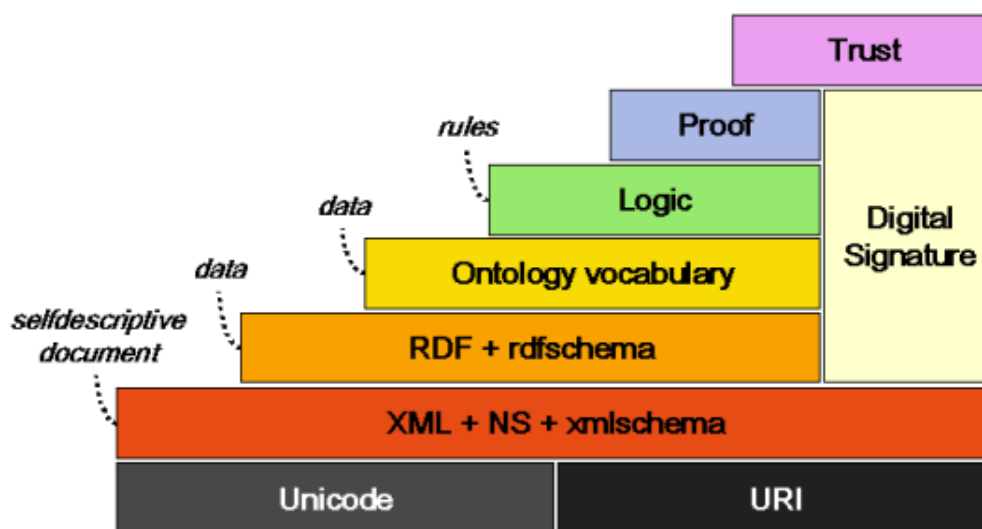 Trust
Proof
rules
Logic
Digital
Signature
data
Ontology vocabulary
data
RDF + rdfschema
selfdescriptive
document
XML + NS + xmlschema
Unicode
URI